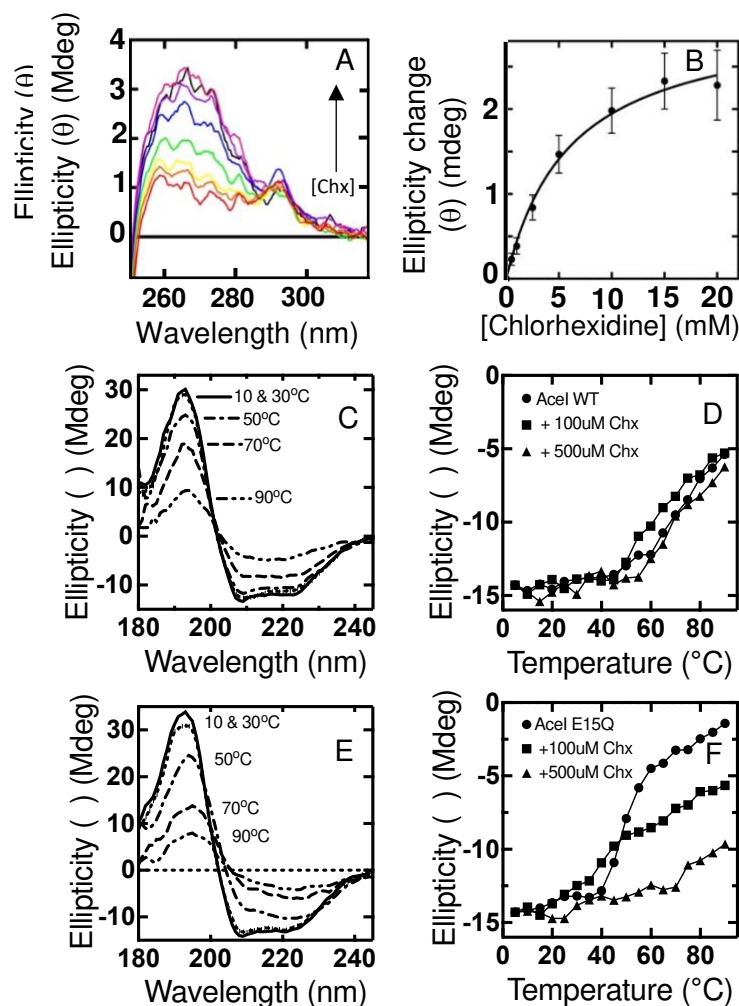 A
Ellipticity (θ)
Ellipticity (θ) (Mdeg)
4
3
2
1
0
[Chx]
260 280 300
Wavelength (nm)
B
Ellipticity change
(θ) (mdeg)
2
1
0
0 5 10 15 20
[Chlorhexidine] (mM)
C
Ellipticity ( ) (Mdeg)
30
20
10
0
-10
10 & 30°C
50°C
70°C
90°C
180 200 220 240
Wavelength (nm)
D
Ellipticity ( ) (Mdeg)
0
-5
-10
-15
AceI WT
+ 100uM Chx
+ 500uM Chx
0 20 40 60 80
Temperature (°C)
E
Ellipticity ( ) (Mdeg)
30
20
10
0
-10
10 & 30°C
50°C
70°C
90°C
180 200 220 240
Wavelength (nm)
F
Ellipticity ( ) (Mdeg)
0
-5
-10
-15
AceI E15Q
+100uM Chx
+500uM Chx
0 20 40 60 80
Temperature (°C)